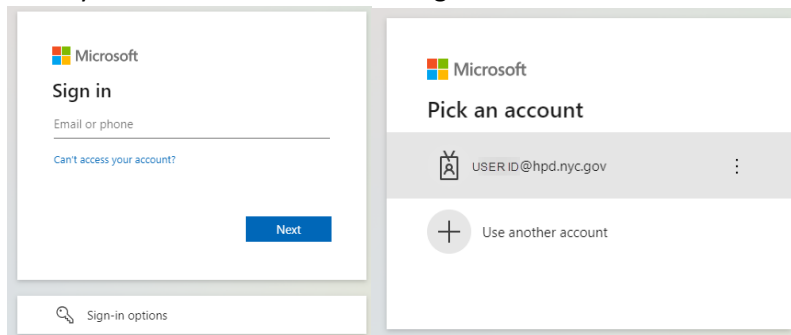 Microsoft
Sign in
Email or phone
Can't access your account?
Next
Sign-in options
Microsoft
Pick an account
USER ID@hpd.nyc.gov
Use another account